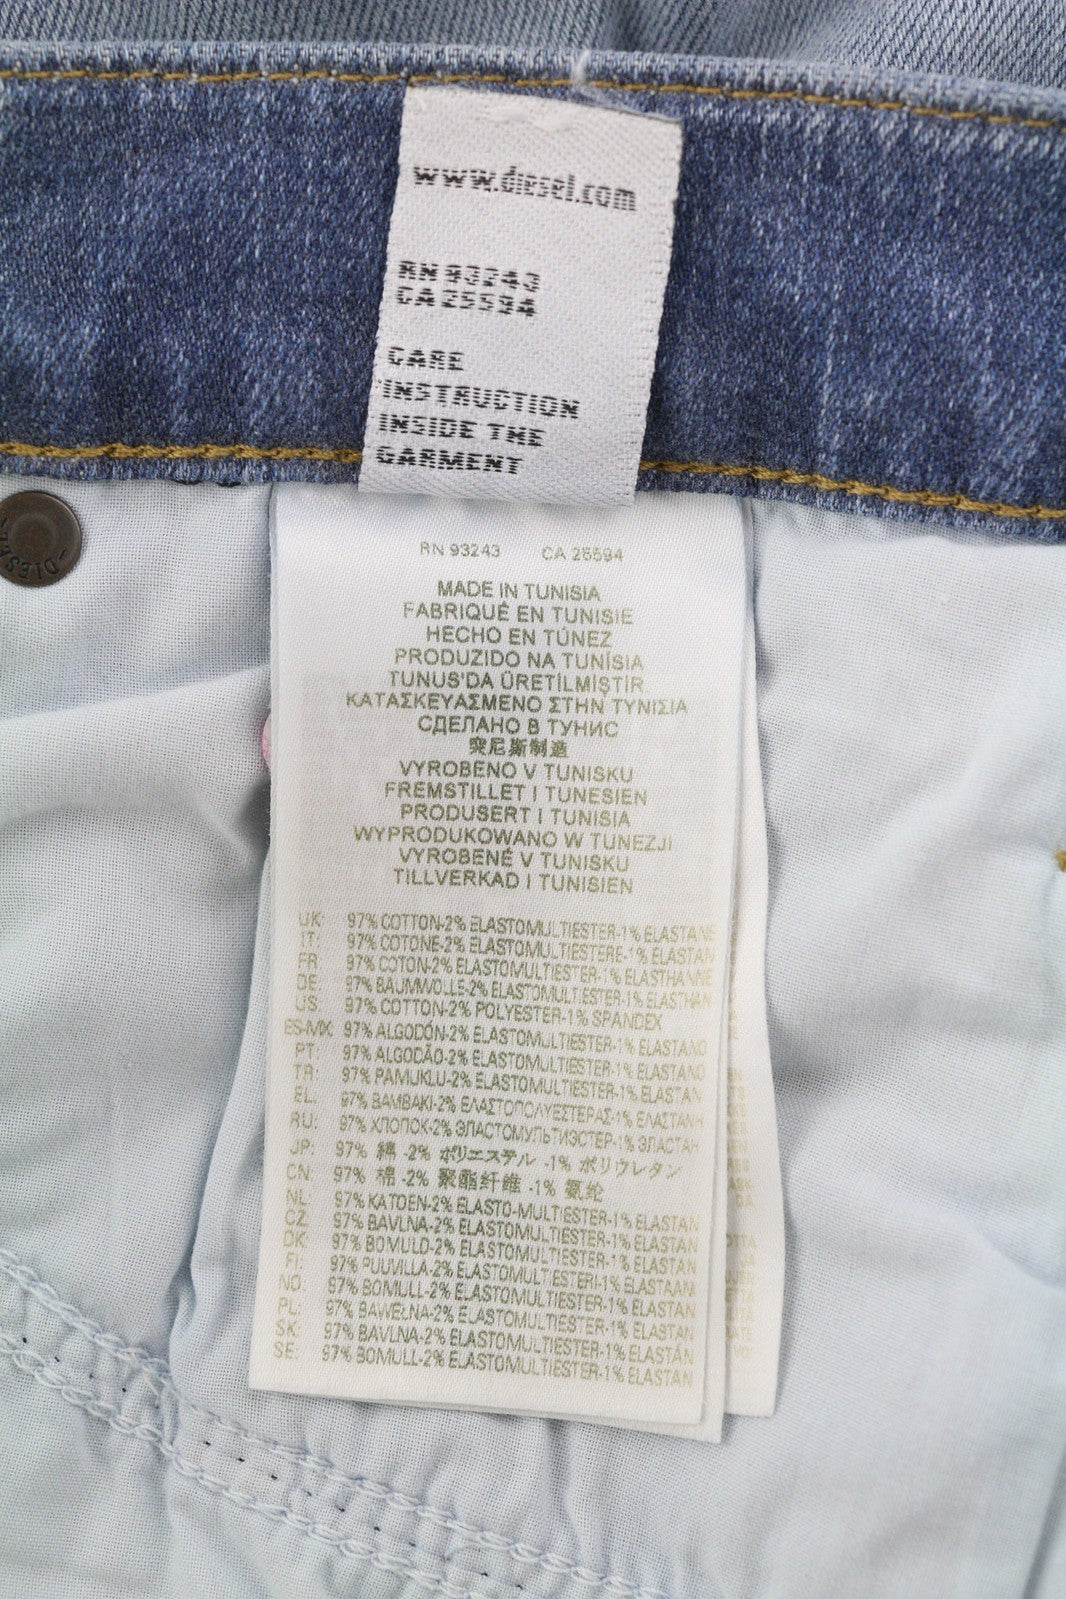 www.diesel.com
RN 93243
CA 25594
CARE
INSTRUCTION
INSIDE THE
GARMENT
DIESEL
RN 93243 CA 25594
MADE IN TUNISIA
FABRIQUÉ EN TUNISIE
HECHO EN TÚNEZ
PRODUZIDO NA TUNÍSIA
TUNUS'DA ÜRETİLMİŞTİR
ΚΑΤΑΣΚΕΥΑΣΜΕΝΟ ΣΤΗΝ ΤΥΝΙΣΙΑ
СДЕЛАНО В ТУНИС
突尼斯制造
VYROBENO V TUNISKU
FREMSTILLET I TUNESIEN
PRODUSERT I TUNISIA
WYPRODUKOWANO W TUNEZJI
VYROBENÉ V TUNISKU
TILLVERKAD I TUNISIEN
UK: 97% COTTON-2% ELASTOMULTIESTER-1% ELASTANE
IT: 97% COTONE-2% ELASTOMULTIESTERE-1% ELASTAN
FR: 97% COTON-2% ELASTOMULTIESTER-1% ELASTHANNE
DE: 97% BAUMWOLLE-2% ELASTOMULTIESTER-1% ELASTHAN
US: 97% COTTON-2% POLYESTER-1% SPANDEX
ES-MX: 97% ALGODÓN-2% ELASTOMULTIESTER-1% ELASTANO
PT: 97% ALGODÃO-2% ELASTOMULTIESTER-1% ELASTANO
TR: 97% PAMUKLU-2% ELASTOMULTIESTER-1% ELASTAN
EL: 97% ΒΑΜΒΑΚΙ-2% ΕΛΑΣΤΟΠΟΛΥΕΣΤΕΡΑΣ-1% ΕΛΑΣΤΑΝΗ
RU: 97% ХЛОПОК-2% ЭЛАСТОМУЛЬТИЭСТЕР-1% ЭЛАСТАН
JP: 97% 綿 -2% ポリエステル -1% ポリウレタン
CN: 97% 棉 -2% 聚酯纤维 -1% 氨纶
NL: 97% KATOEN-2% ELASTO-MULTIESTER-1% ELASTAN
CZ: 97% BAVLNA-2% ELASTOMULTIESTER-1% ELASTAN
DK: 97% BOMULD-2% ELASTOMULTIESTER-1% ELASTAN
FI: 97% PUUVILLA-2% ELASTOMULTIESTERI-1% ELASTAANI
NO: 97% BOMULL-2% ELASTOMULTIESTER-1% ELASTAN
PL: 97% BAWEŁNA-2% ELASTOMULTIESTER-1% ELASTAN
SK: 97% BAVLNA-2% ELASTOMULTIESTER-1% ELASTÁN
SE: 97% BOMULL-2% ELASTOMULTIESTER-1% ELASTAN